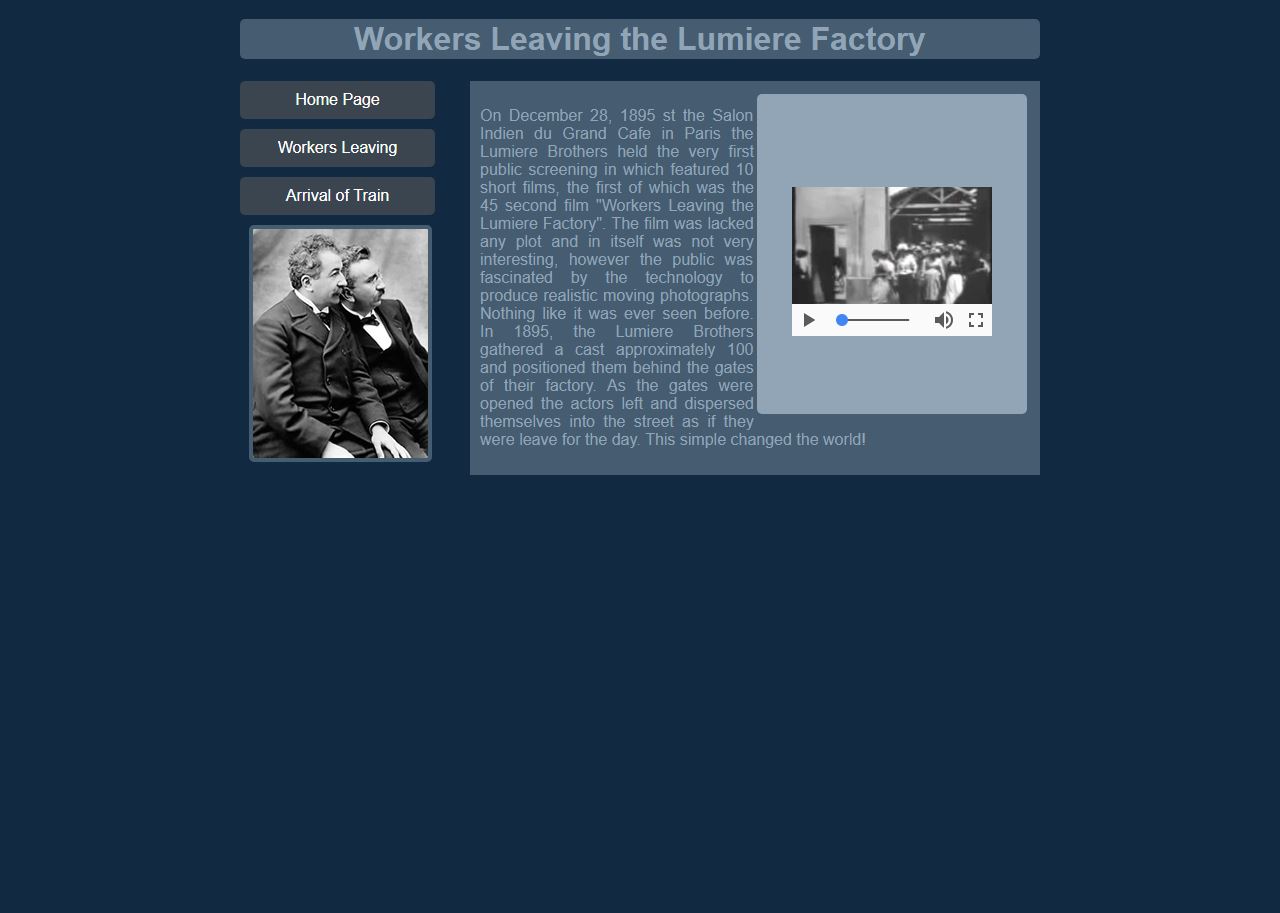 Workers Leaving the Lumiere Factory
Home Page
Workers Leaving
Arrival of Train
On December 28, 1895 st the Salon
Indien du Grand Cafe in Paris the
Lumiere Brothers held the very first
public screening in which featured 10
short films, the first of which was the
45 second film "Workers Leaving the
Lumiere Factory". The film was lacked
any plot and in itself was not very
interesting, however the public was
fascinated by the technology to
produce realistic moving photographs.
Nothing like it was ever seen before.
In 1895, the Lumiere Brothers
gathered a cast approximately 100
and positioned them behind the gates
of their factory. As the gates were
opened the actors left and dispersed
themselves into the street as if they
were leave for the day. This simple changed the world!